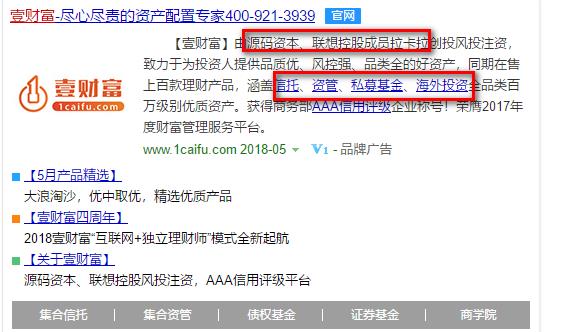 壹财富-尽心尽责的资产配置专家400-921-3939 官网
【壹财富】由源码资本、联想控股成员拉卡拉创投风投注资，
致力于为投资人提供品质优、风控强、品类全的好资产，同期在售
上百款理财产品，涵盖信托、资管、私募基金、海外投资全品类百
万级别优质资产。获得商务部AAA信用评级企业称号！荣膺2017年
度财富管理服务平台。
壹财富
1caifu.com
www.1caifu.com 2018-05 V1 - 品牌广告
【5月产品精选】
大浪淘沙，优中取优，精选优质产品
【壹财富四周年】
2018壹财富“互联网+独立理财师”模式全新起航
【关于壹财富】
源码资本、联想控股风投注资，AAA信用评级平台
集合信托 | 集合资管 | 债权基金 | 证券基金 | 商学院